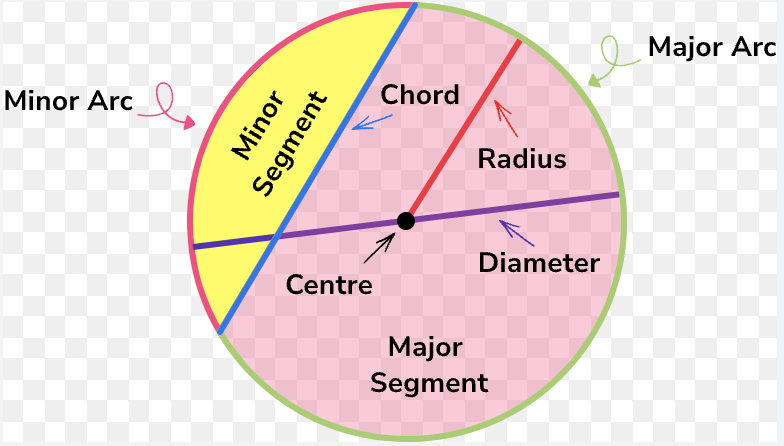 Major Arc
Minor Arc
Chord
Minor
Segment
Radius
Diameter
Centre
Major
Segment